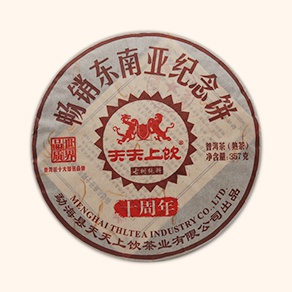 畅销东南亚纪念饼
普洱茶（熟茶）
净含量：357克
天天上饮
十周年
MENGHAI TTL TEA INDUSTRY CO., LTD.
勐海县天天上饮茶业有限公司出品